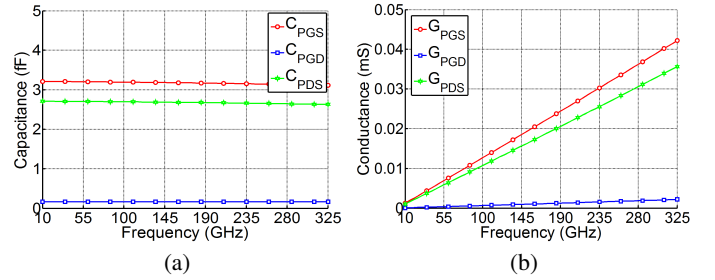 5
4
3
2
1
0
Capacitance (fF)
C_PGS
C_PGD
C_PDS
10 55 100 145 190 235 280 325
Frequency (GHz)
(a)
0.05
0.04
0.03
0.02
0.01
0
Conductance (mS)
G_PGS
G_PGD
G_PDS
10 55 100 145 190 235 280 325
Frequency (GHz)
(b)